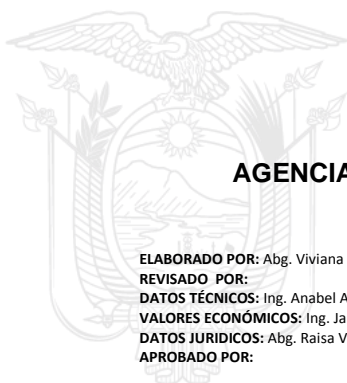 AGENCIA
ELABORADO POR: Abg. Viviana
REVISADO POR:
DATOS TÉCNICOS: Ing. Anabel A
VALORES ECONÓMICOS: Ing. Ja
DATOS JURIDICOS: Abg. Raisa V
APROBADO POR: